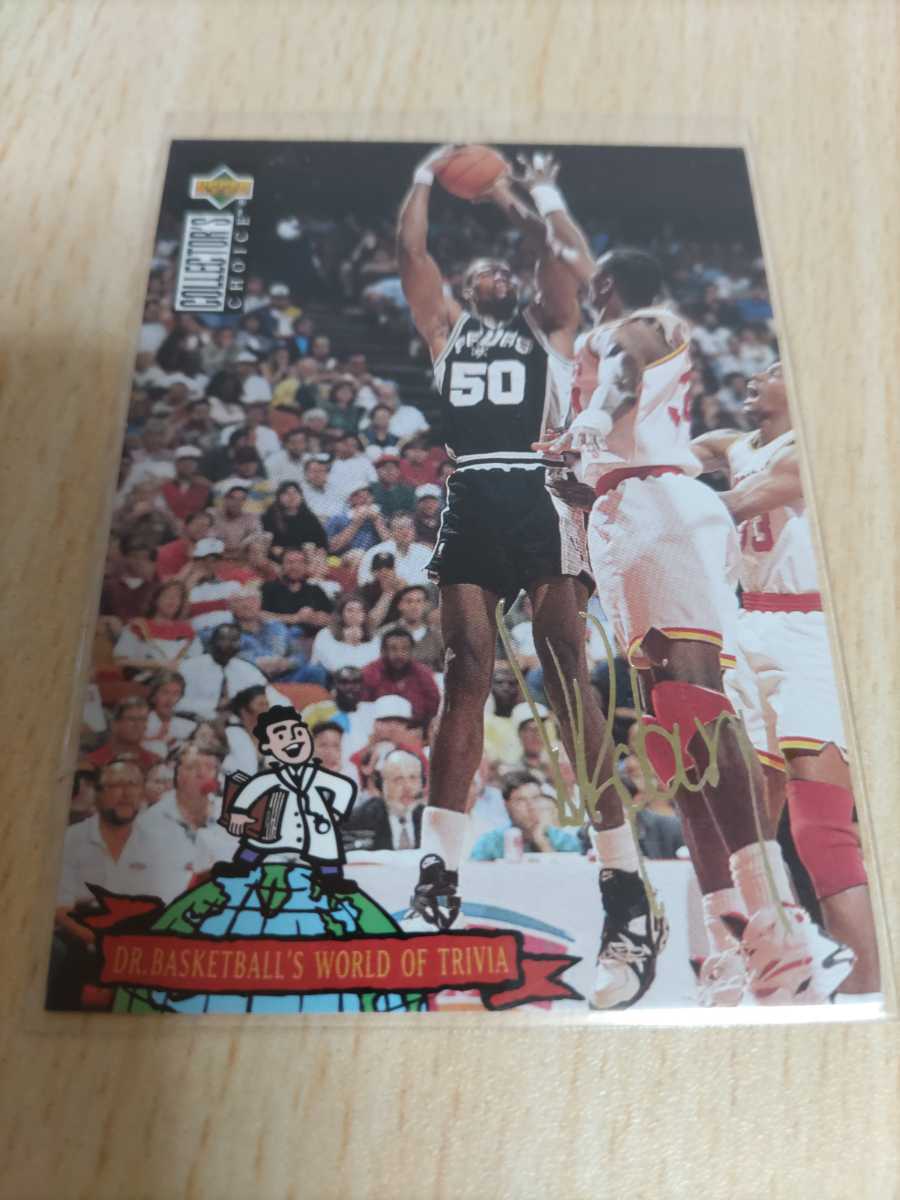 UPPER DECK
COLLECTOR'S
CHOICE
SPURS
50
DR. BASKETBALL'S WORLD OF TRIVIA